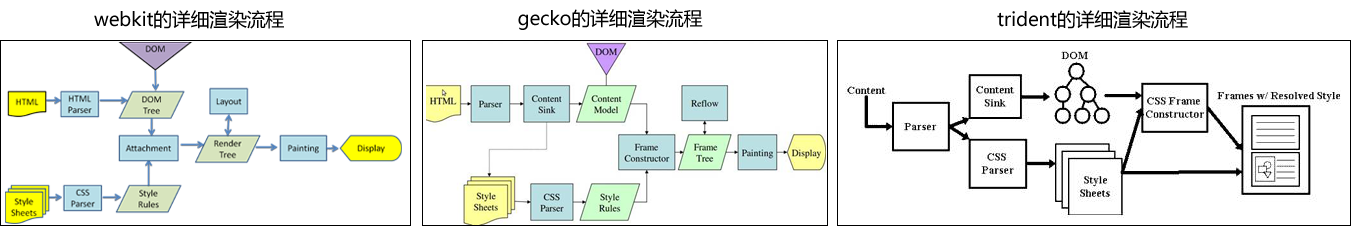 webkit的详细渲染流程
DOM
HTML
HTML
Parser
DOM
Tree
Layout
Attachment
Render
Tree
Painting
Display
Style
Sheets
CSS
Parser
Style
Rules
gecko的详细渲染流程
DOM
HTML
Parser
Content
Sink
Content
Model
Reflow
Frame
Constructor
Frame
Tree
Painting
Display
Style
Sheets
CSS
Parser
Style
Rules
trident的详细渲染流程
DOM
Content
Parser
Content
Sink
CSS Frame
Constructor
Frames w/ Resolved Style
CSS
Parser
Style
Sheets